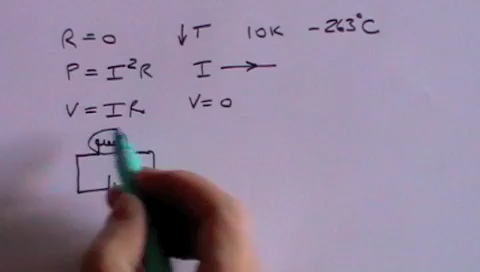 R = 0 ↓T 10K -263°C
P = I²R I →
V = IR V = 0